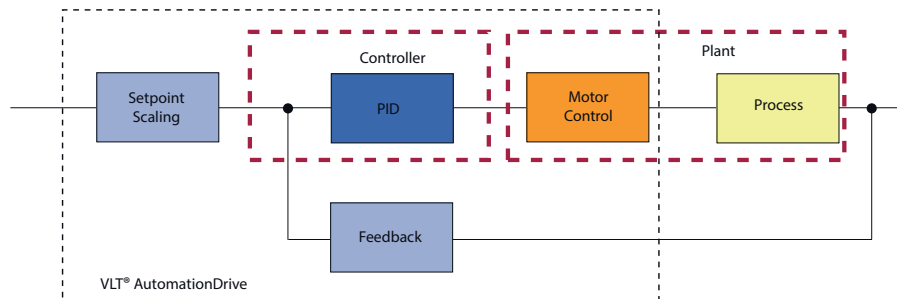 Controller
Plant
Setpoint
Scaling
PID
Motor
Control
Process
Feedback
VLT® AutomationDrive